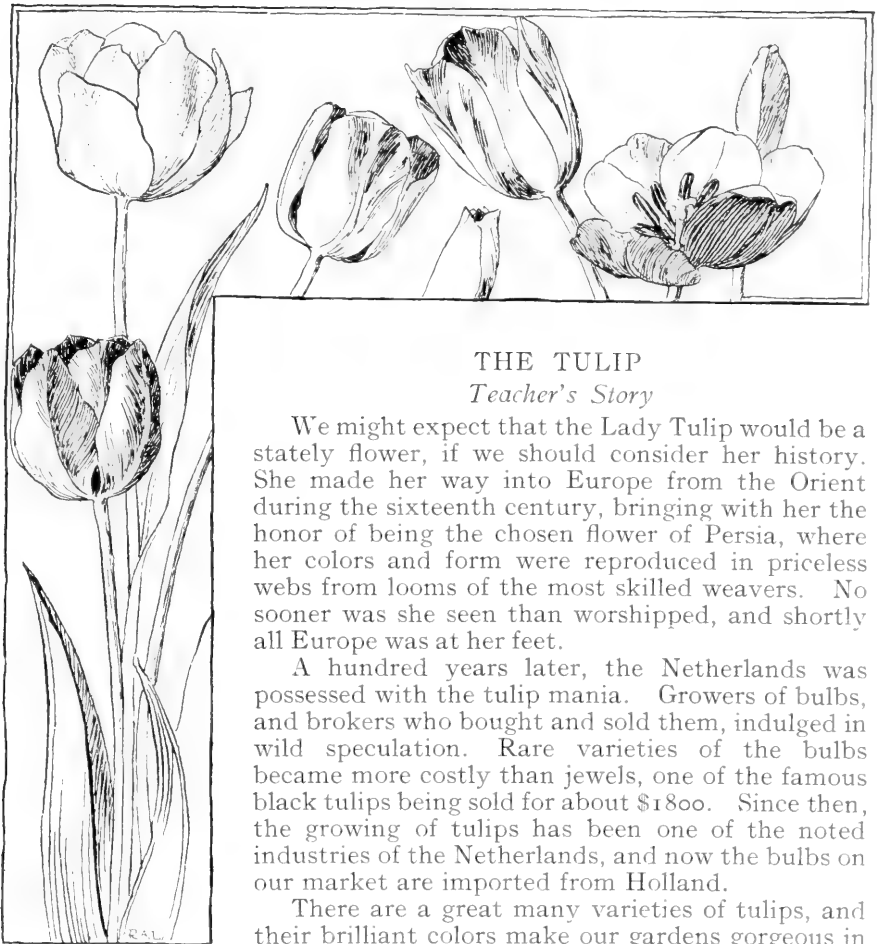 THE TULIP
Teacher's Story
We might expect that the Lady Tulip would be a
stately flower, if we should consider her history.
She made her way into Europe from the Orient
during the sixteenth century, bringing with her the
honor of being the chosen flower of Persia, where
her colors and form were reproduced in priceless
webs from looms of the most skilled weavers. No
sooner was she seen than worshipped, and shortly
all Europe was at her feet.
A hundred years later, the Netherlands was
possessed with the tulip mania. Growers of bulbs,
and brokers who bought and sold them, indulged in
wild speculation. Rare varieties of the bulbs
became more costly than jewels, one of the famous
black tulips being sold for about $1800. Since then,
the growing of tulips has been one of the noted
industries of the Netherlands, and now the bulbs on
our market are imported from Holland.
There are a great many varieties of tulips, and
their brilliant colors make our gardens gorgeous in